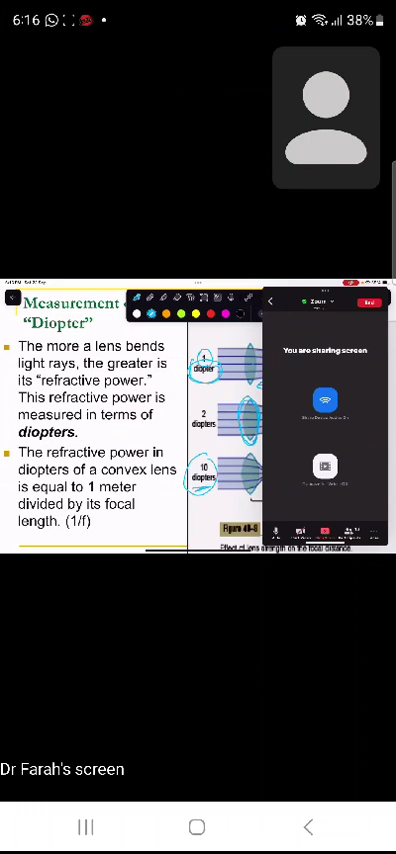 6:16
38%
Measurement
"Diopter"
The more a lens bends
light rays, the greater is
its "refractive power."
This refractive power is
measured in terms of
diopters.
The refractive power in
diopters of a convex lens
is equal to 1 meter
divided by its focal
length. (1/f)
1
diopter
2
diopters
10
diopters
Effect of lens strength on the focal distance.
Zoom
You are sharing screen
Dr Farah's screen